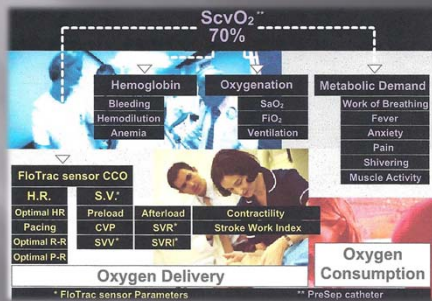 ScvO₂**
70%
Hemoglobin
Bleeding
Hemodilution
Anemia
Oxygenation
SaO₂
FiO₂
Ventilation
Metabolic Demand
Work of Breathing
Fever
Anxiety
Pain
Shivering
Muscle Activity
FloTrac sensor CCO
H.R.
Optimal HR
Pacing
Optimal R-R
Optimal P-R
S.V.*
Preload
CVP
SVV*
Afterload
SVR*
SVRI*
Contractility
Stroke Work Index
Oxygen Delivery
Oxygen
Consumption
* FloTrac sensor Parameters
** PreSep catheter